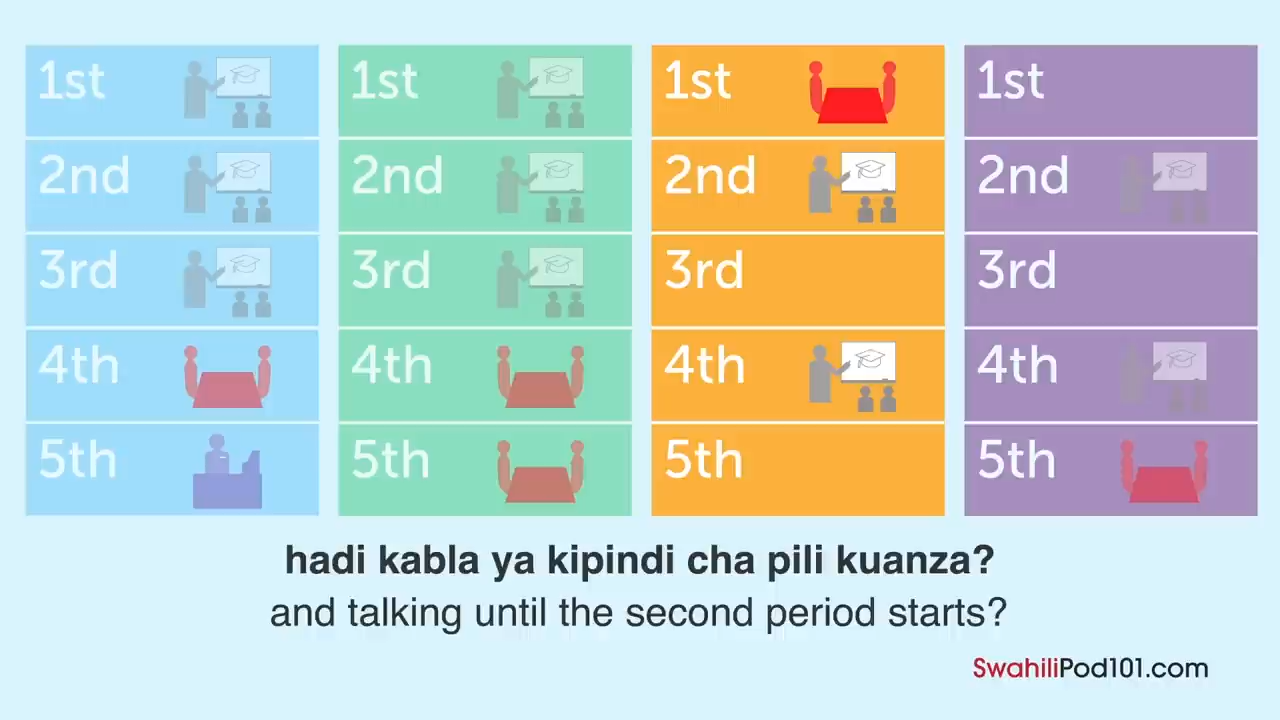 1st 1st 1st 1st
2nd 2nd 2nd 2nd
3rd 3rd 3rd 3rd
4th 4th 4th 4th
5th 5th 5th 5th
hadi kabla ya kipindi cha pili kuanza?
and talking until the second period starts?
SwahiliPod101.com